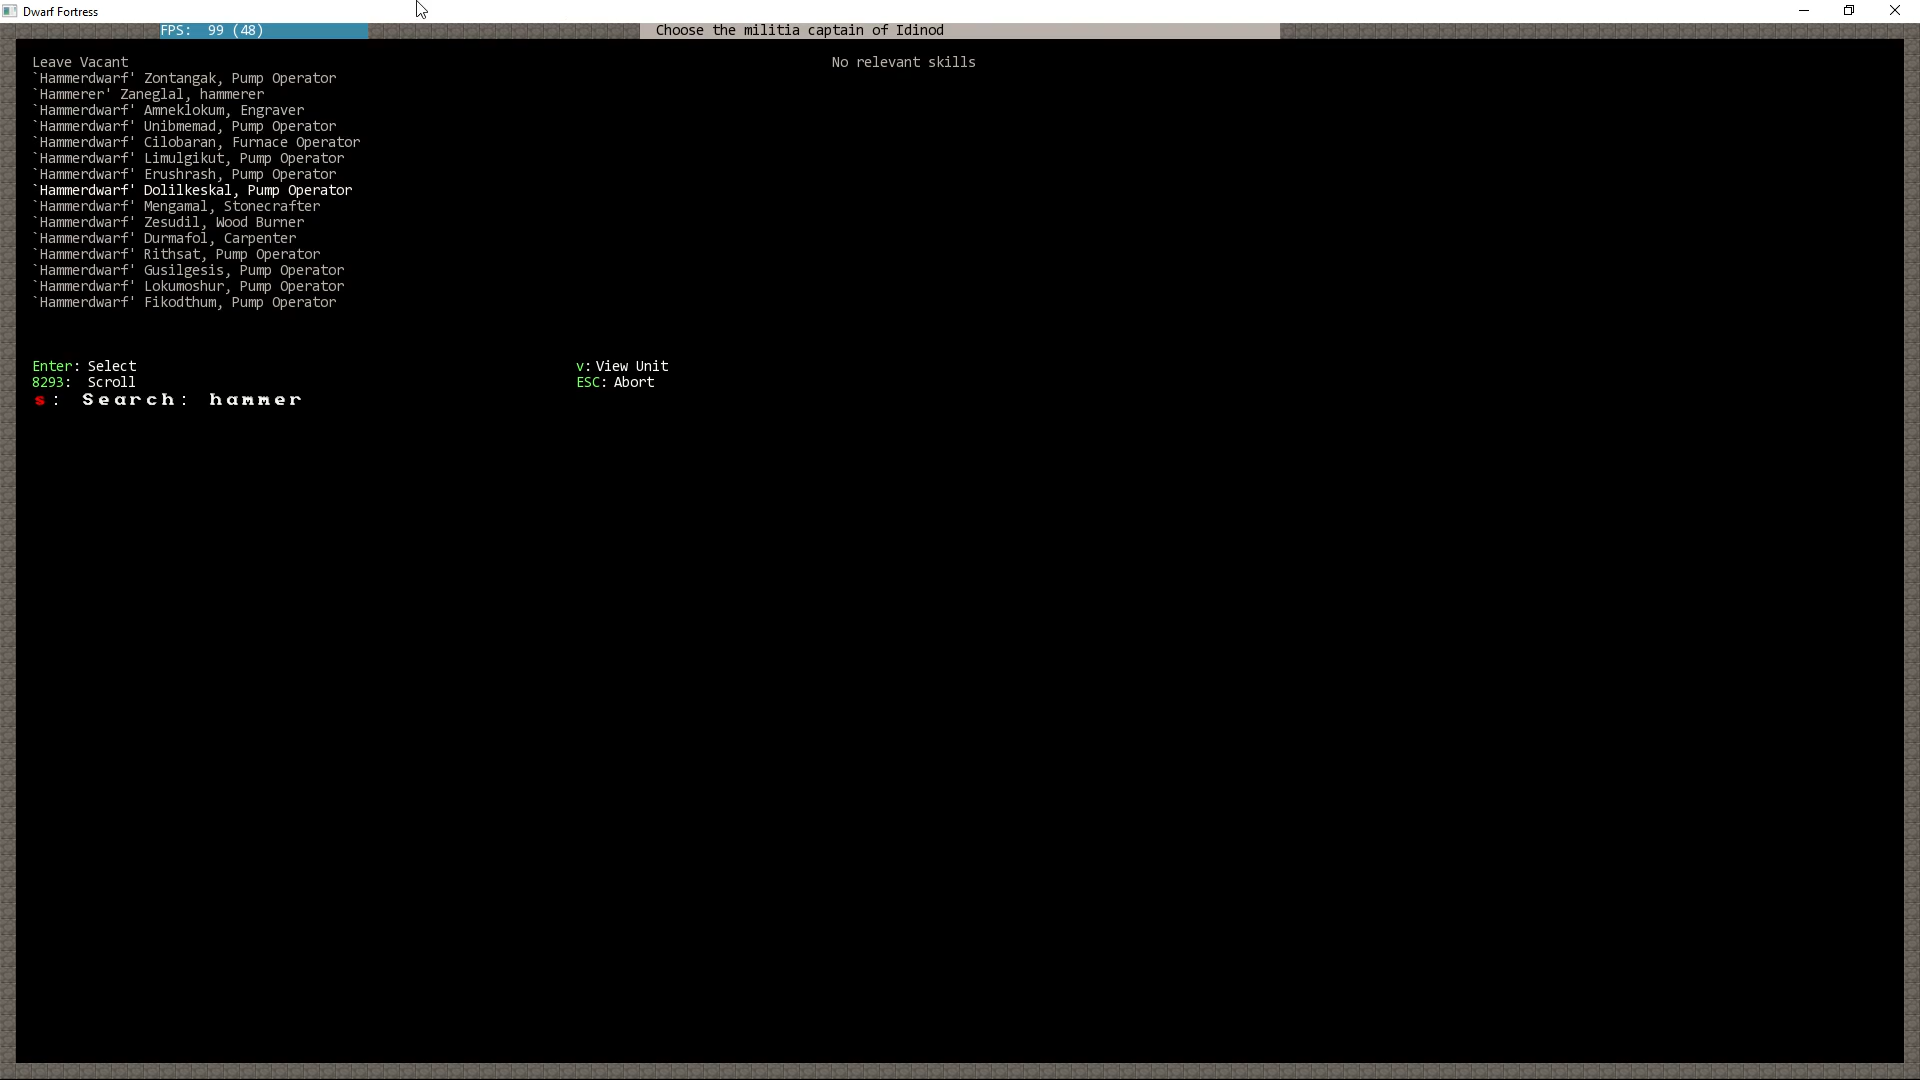 Dwarf Fortress
FPS:  99 (48)
Choose the militia captain of Idinod
Leave Vacant
No relevant skills
`Hammerdwarf' Zontangak, Pump Operator
`Hammerer' Zaneglal, hammerer
`Hammerdwarf' Amneklokum, Engraver
`Hammerdwarf' Unibmemad, Pump Operator
`Hammerdwarf' Cilobaran, Furnace Operator
`Hammerdwarf' Limulgikut, Pump Operator
`Hammerdwarf' Erushrash, Pump Operator
`Hammerdwarf' Dolilkeskal, Pump Operator
`Hammerdwarf' Mengamal, Stonecrafter
`Hammerdwarf' Zesudil, Wood Burner
`Hammerdwarf' Durmafol, Carpenter
`Hammerdwarf' Rithsat, Pump Operator
`Hammerdwarf' Gusilgesis, Pump Operator
`Hammerdwarf' Lokumoshur, Pump Operator
`Hammerdwarf' Fikodthum, Pump Operator
Enter: Select
v: View Unit
8293:  Scroll
ESC: Abort
s: Search: hammer